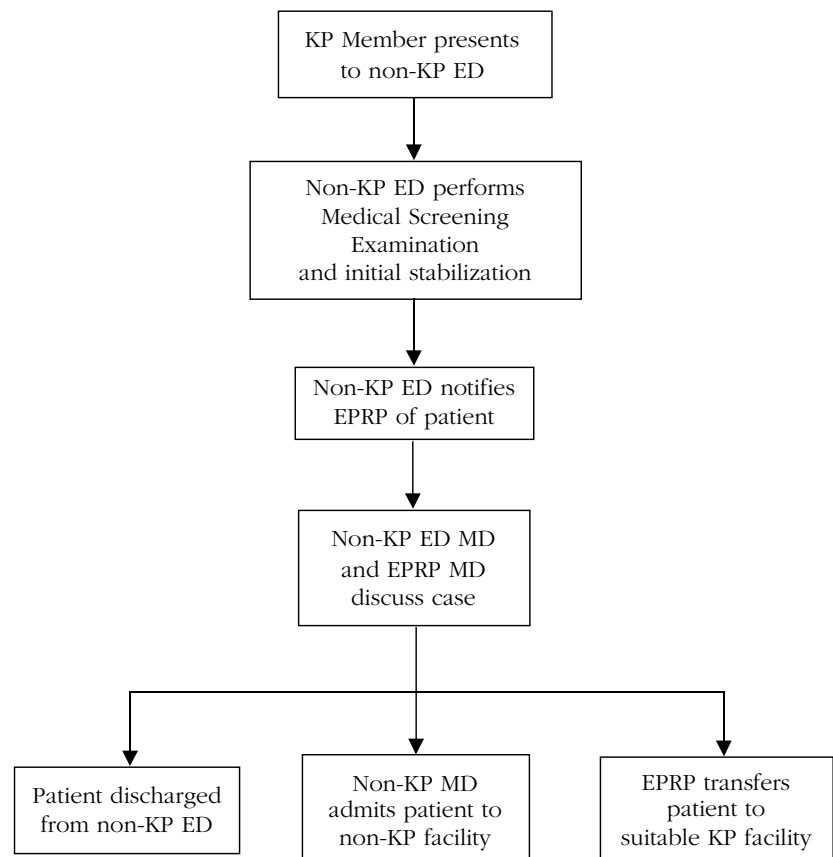 KP Member presents
to non-KP ED
Non-KP ED performs
Medical Screening
Examination
and initial stabilization
Non-KP ED notifies
EPRP of patient
Non-KP ED MD
and EPRP MD
discuss case
Patient discharged
from non-KP ED
Non-KP MD
admits patient to
non-KP facility
EPRP transfers
patient to
suitable KP facility